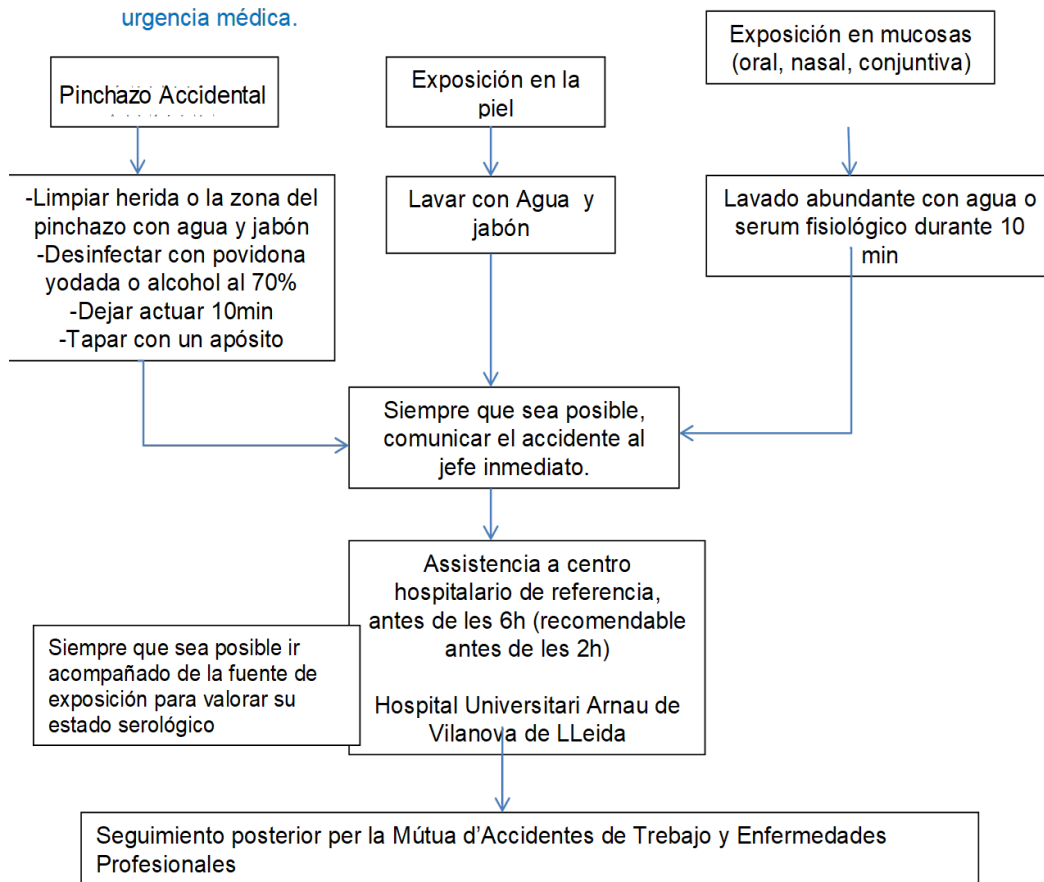 urgencia médica.
Pinchazo Accidental
Exposición en la
piel
Exposición en mucosas
(oral, nasal, conjuntiva)
-Limpiar herida o la zona del
pinchazo con agua y jabón
-Desinfectar con povidona
yodada o alcohol al 70%
-Dejar actuar 10min
-Tapar con un apósito
Lavar con Agua y
jabón
Lavado abundante con agua o
serum fisiológico durante 10
min
Siempre que sea posible,
comunicar el accidente al
jefe inmediato.
Assistencia a centro
hospitalario de referencia,
antes de les 6h (recomendable
antes de les 2h)
Hospital Universitari Arnau de
Vilanova de LLeida
Siempre que sea posible ir
acompañado de la fuente de
exposición para valorar su
estado serológico
Seguimiento posterior per la Mútua d’Accidentes de Trabajo y Enfermedades
Profesionales